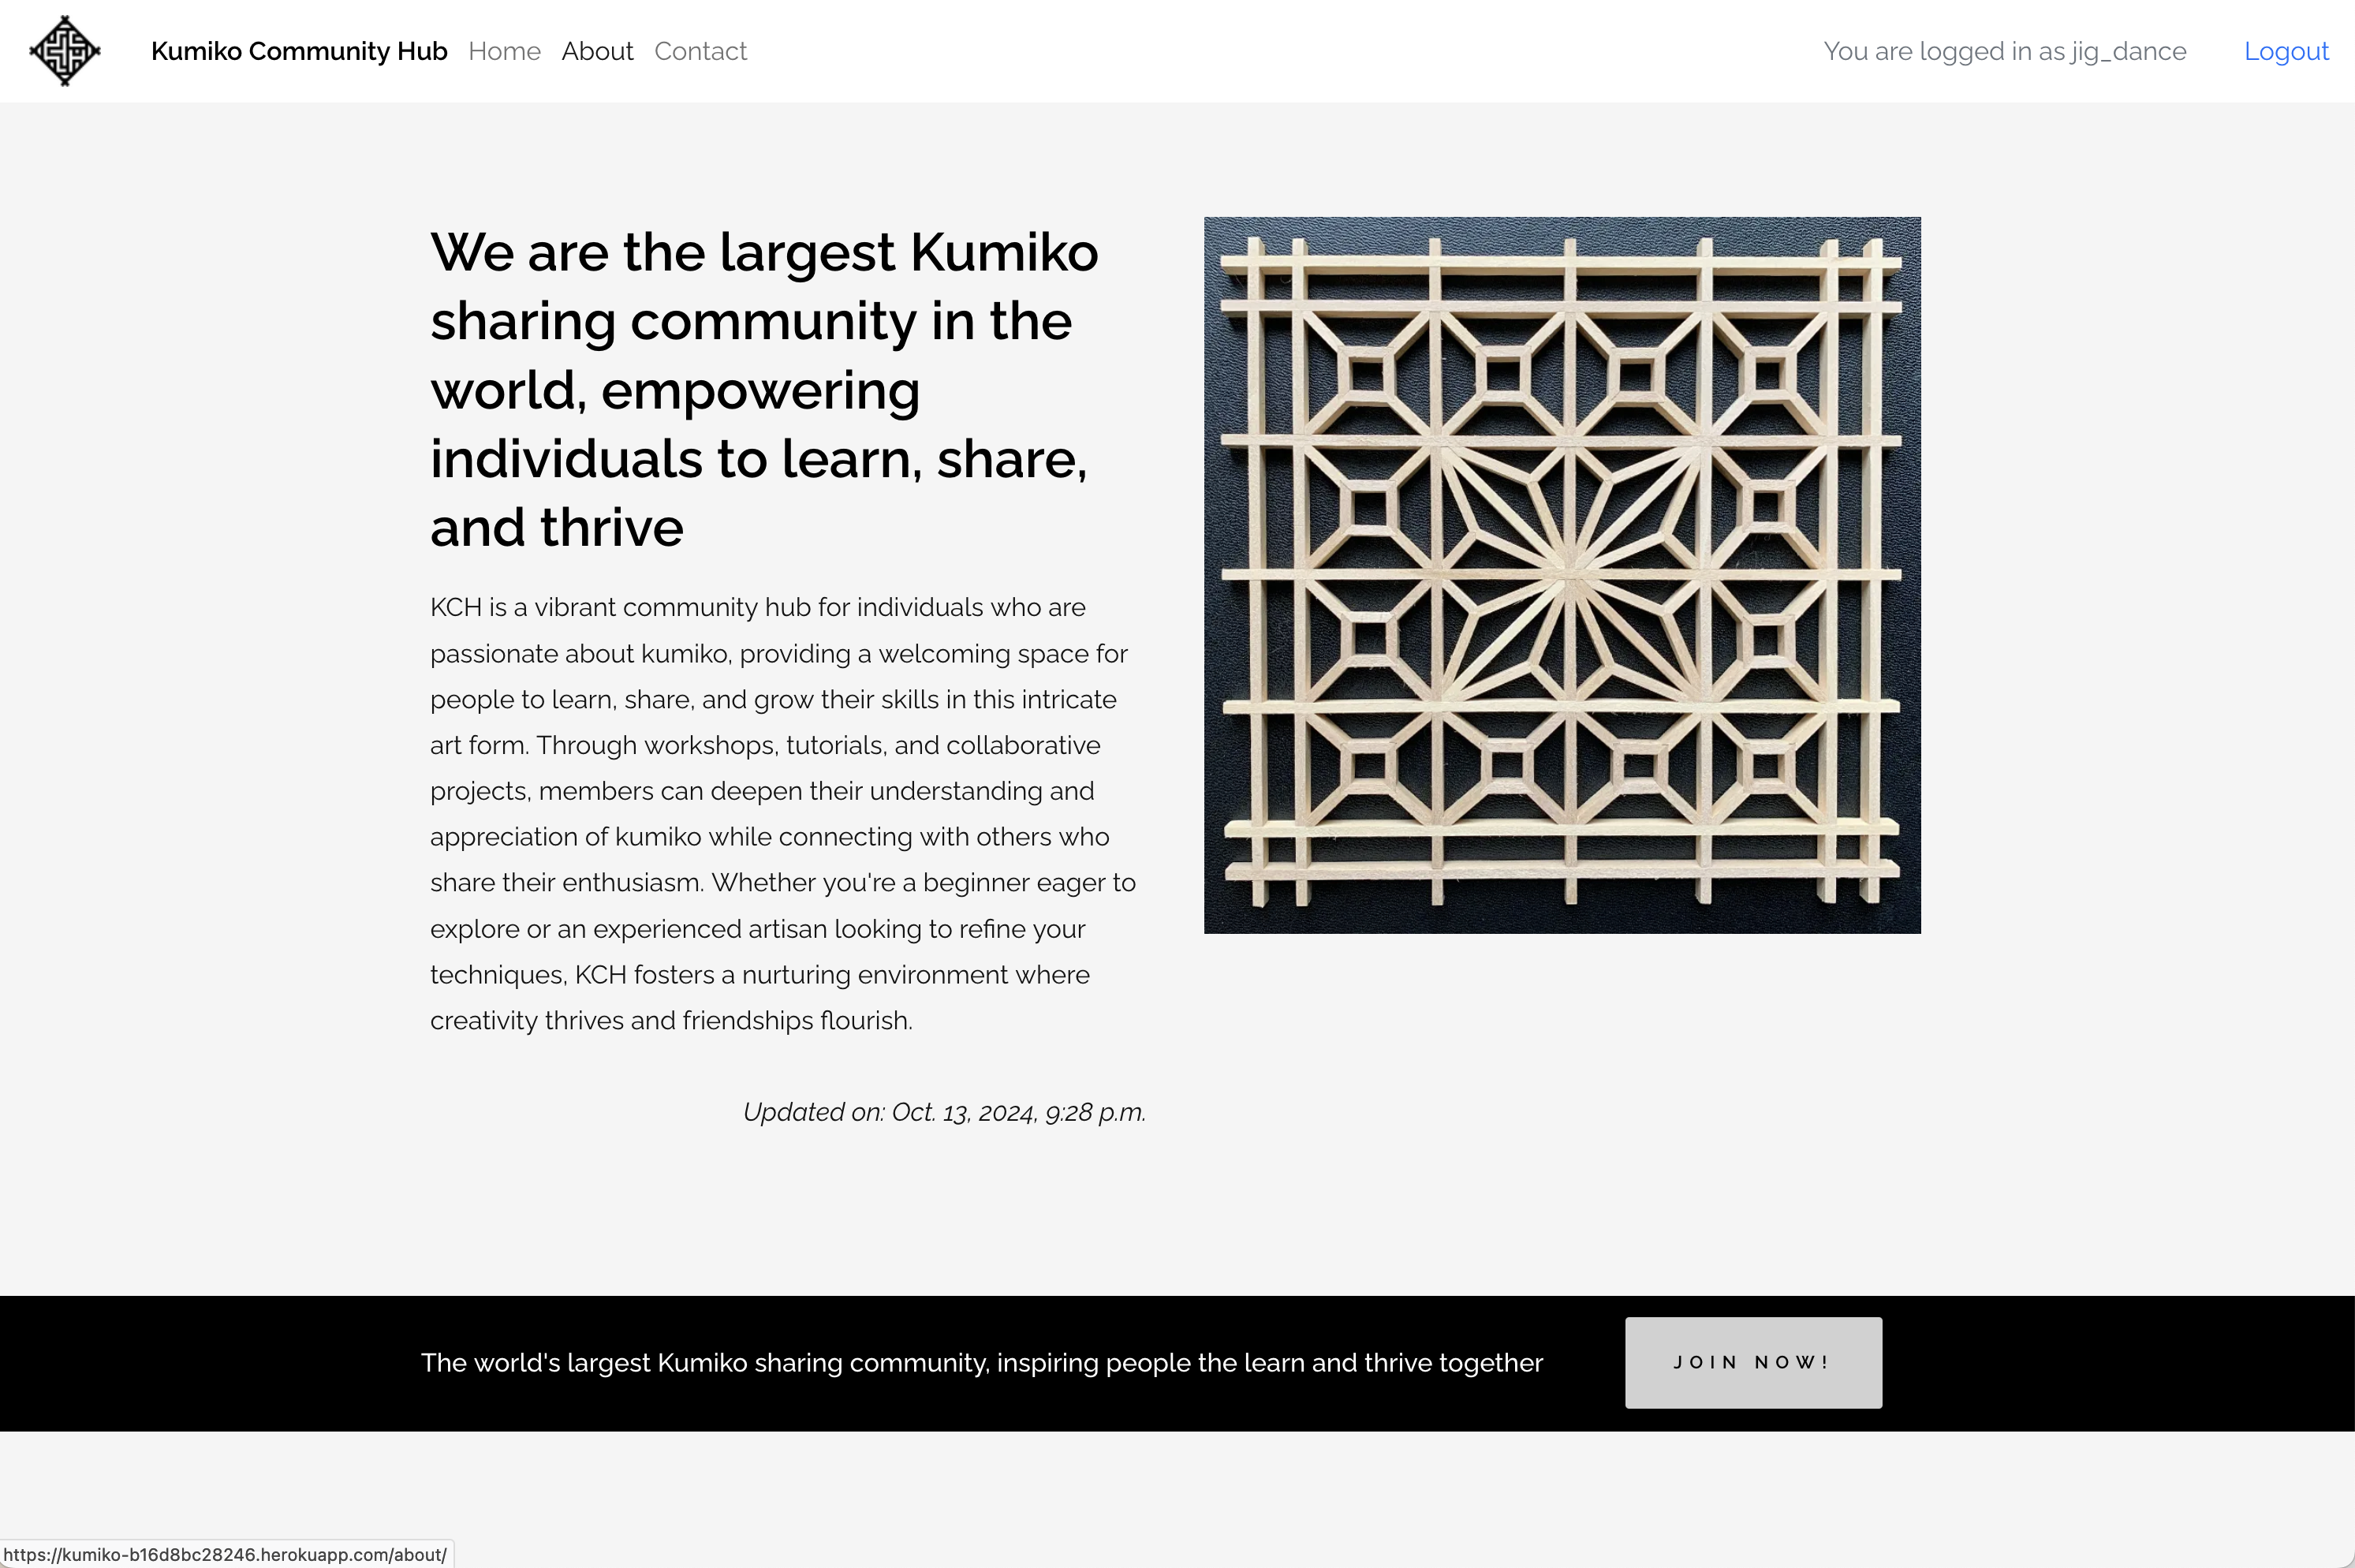 Kumiko Community Hub Home About Contact You are logged in as jig_dance Logout
We are the largest Kumiko
sharing community in the
world, empowering
individuals to learn, share,
and thrive
KCH is a vibrant community hub for individuals who are
passionate about kumiko, providing a welcoming space for
people to learn, share, and grow their skills in this intricate
art form. Through workshops, tutorials, and collaborative
projects, members can deepen their understanding and
appreciation of kumiko while connecting with others who
share their enthusiasm. Whether you're a beginner eager to
explore or an experienced artisan looking to refine your
techniques, KCH fosters a nurturing environment where
creativity thrives and friendships flourish.
Updated on: Oct. 13, 2024, 9:28 p.m.
The world's largest Kumiko sharing community, inspiring people the learn and thrive together
JOIN NOW!
https://kumiko-b16d8bc28246.herokuapp.com/about/